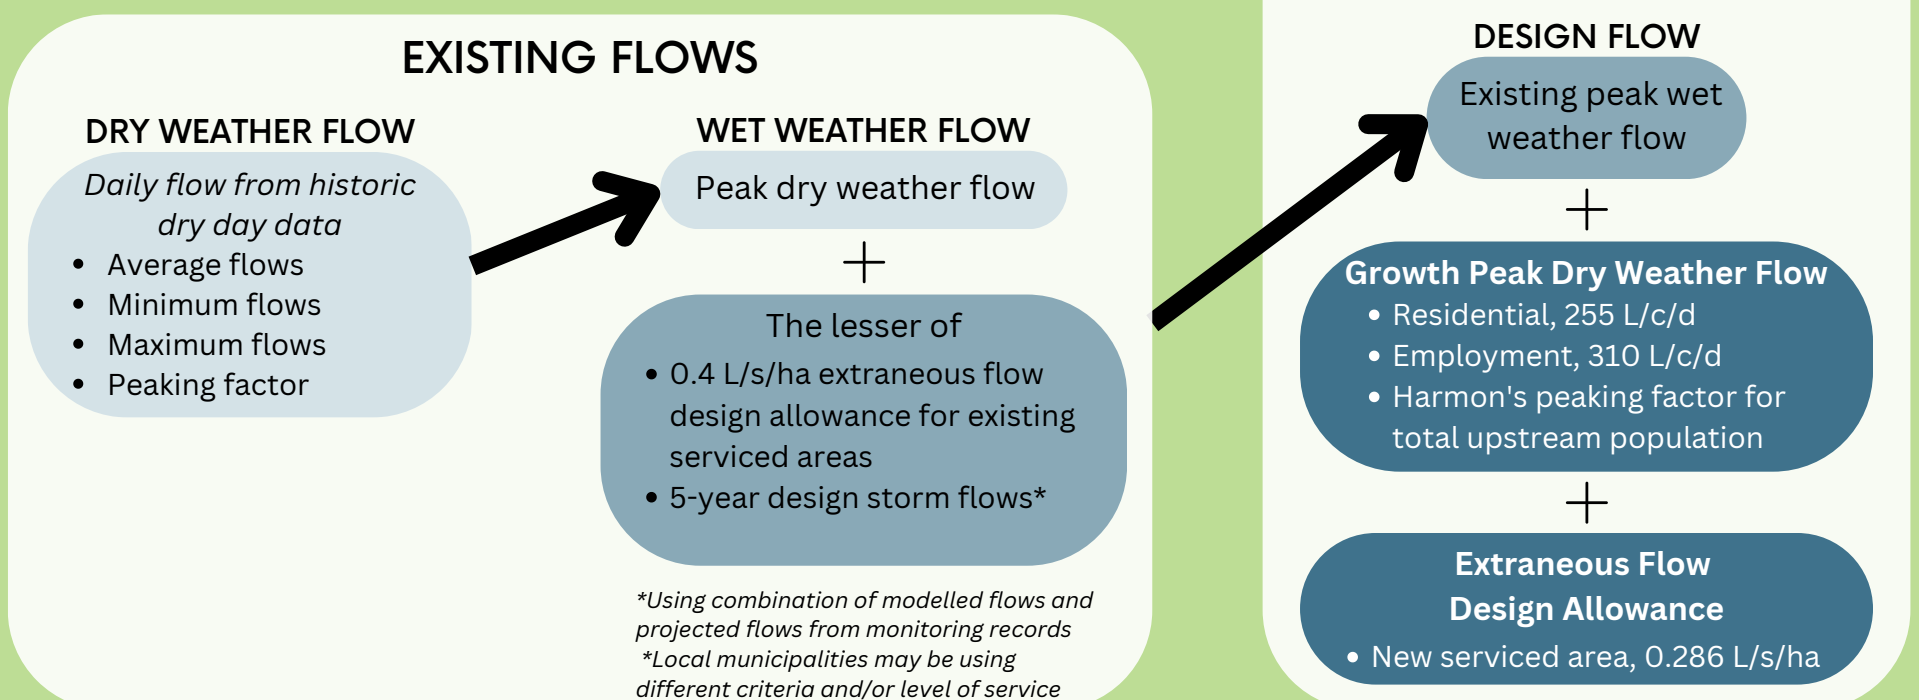 EXISTING FLOWS
DRY WEATHER FLOW
Daily flow from historic
dry day data
• Average flows
• Minimum flows
• Maximum flows
• Peaking factor
WET WEATHER FLOW
Peak dry weather flow
+
The lesser of
• 0.4 L/s/ha extraneous flow
design allowance for existing
serviced areas
• 5-year design storm flows*
*Using combination of modelled flows and
projected flows from monitoring records
*Local municipalities may be using
different criteria and/or level of service
DESIGN FLOW
Existing peak wet
weather flow
+
Growth Peak Dry Weather Flow
• Residential, 255 L/c/d
• Employment, 310 L/c/d
• Harmon's peaking factor for
total upstream population
+
Extraneous Flow
Design Allowance
• New serviced area, 0.286 L/s/ha